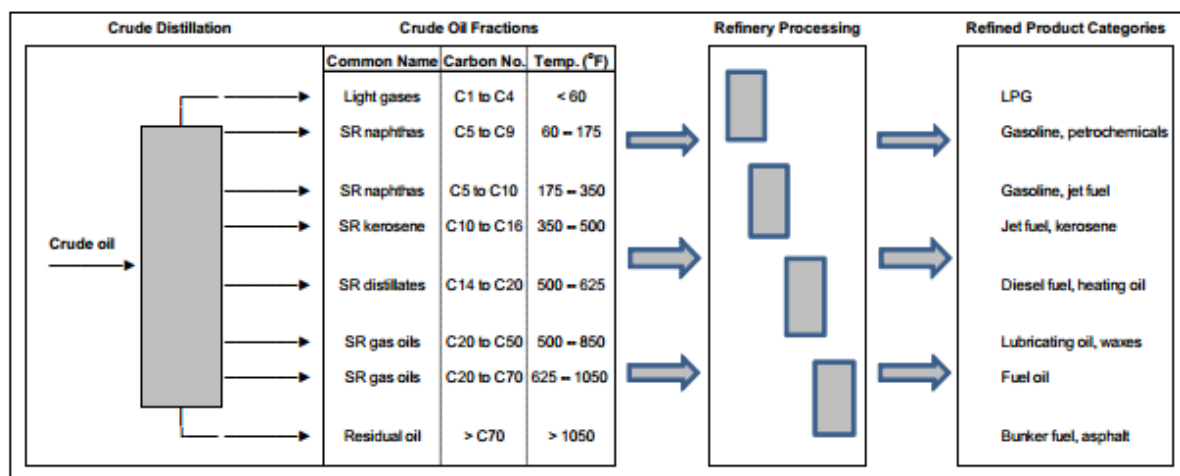 Crude Distillation Crude Oil Fractions Refinery Processing Refined Product Categories
Common Name Carbon No. Temp. (°F)
Light gases C1 to C4 < 60 LPG
SR naphthas C5 to C9 60 -- 175 Gasoline, petrochemicals
SR naphthas C5 to C10 175 -- 350 Gasoline, jet fuel
SR kerosene C10 to C16 350 -- 500 Jet fuel, kerosene
Crude oil
SR distillates C14 to C20 500 -- 625 Diesel fuel, heating oil
SR gas oils C20 to C50 500 -- 850 Lubricating oil, waxes
SR gas oils C20 to C70 625 -- 1050 Fuel oil
Residual oil > C70 > 1050 Bunker fuel, asphalt